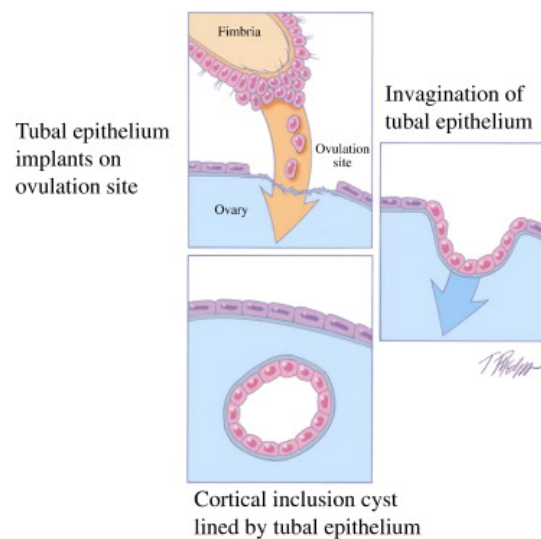 Fimbria
Tubal epithelium
implants on
ovulation site
Ovulation
site
Ovary
Invagination of
tubal epithelium
Cortical inclusion cyst
lined by tubal epithelium